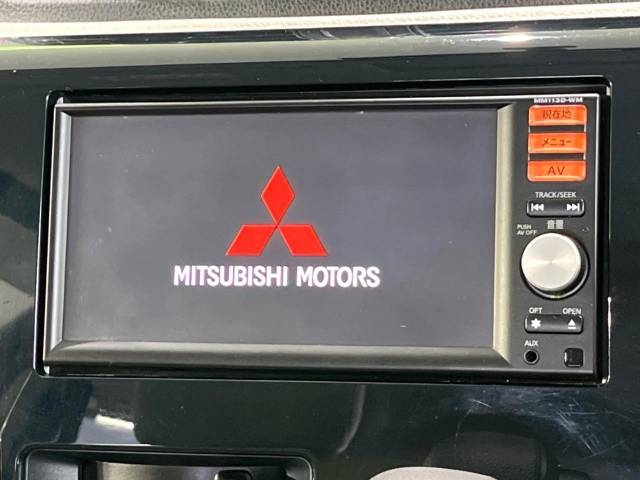 MM113D-WM
現在地
メニュー
AV
TRACK/SEEK
音量
PUSH
AV OFF
MITSUBISHI MOTORS
OPT
OPEN
AUX